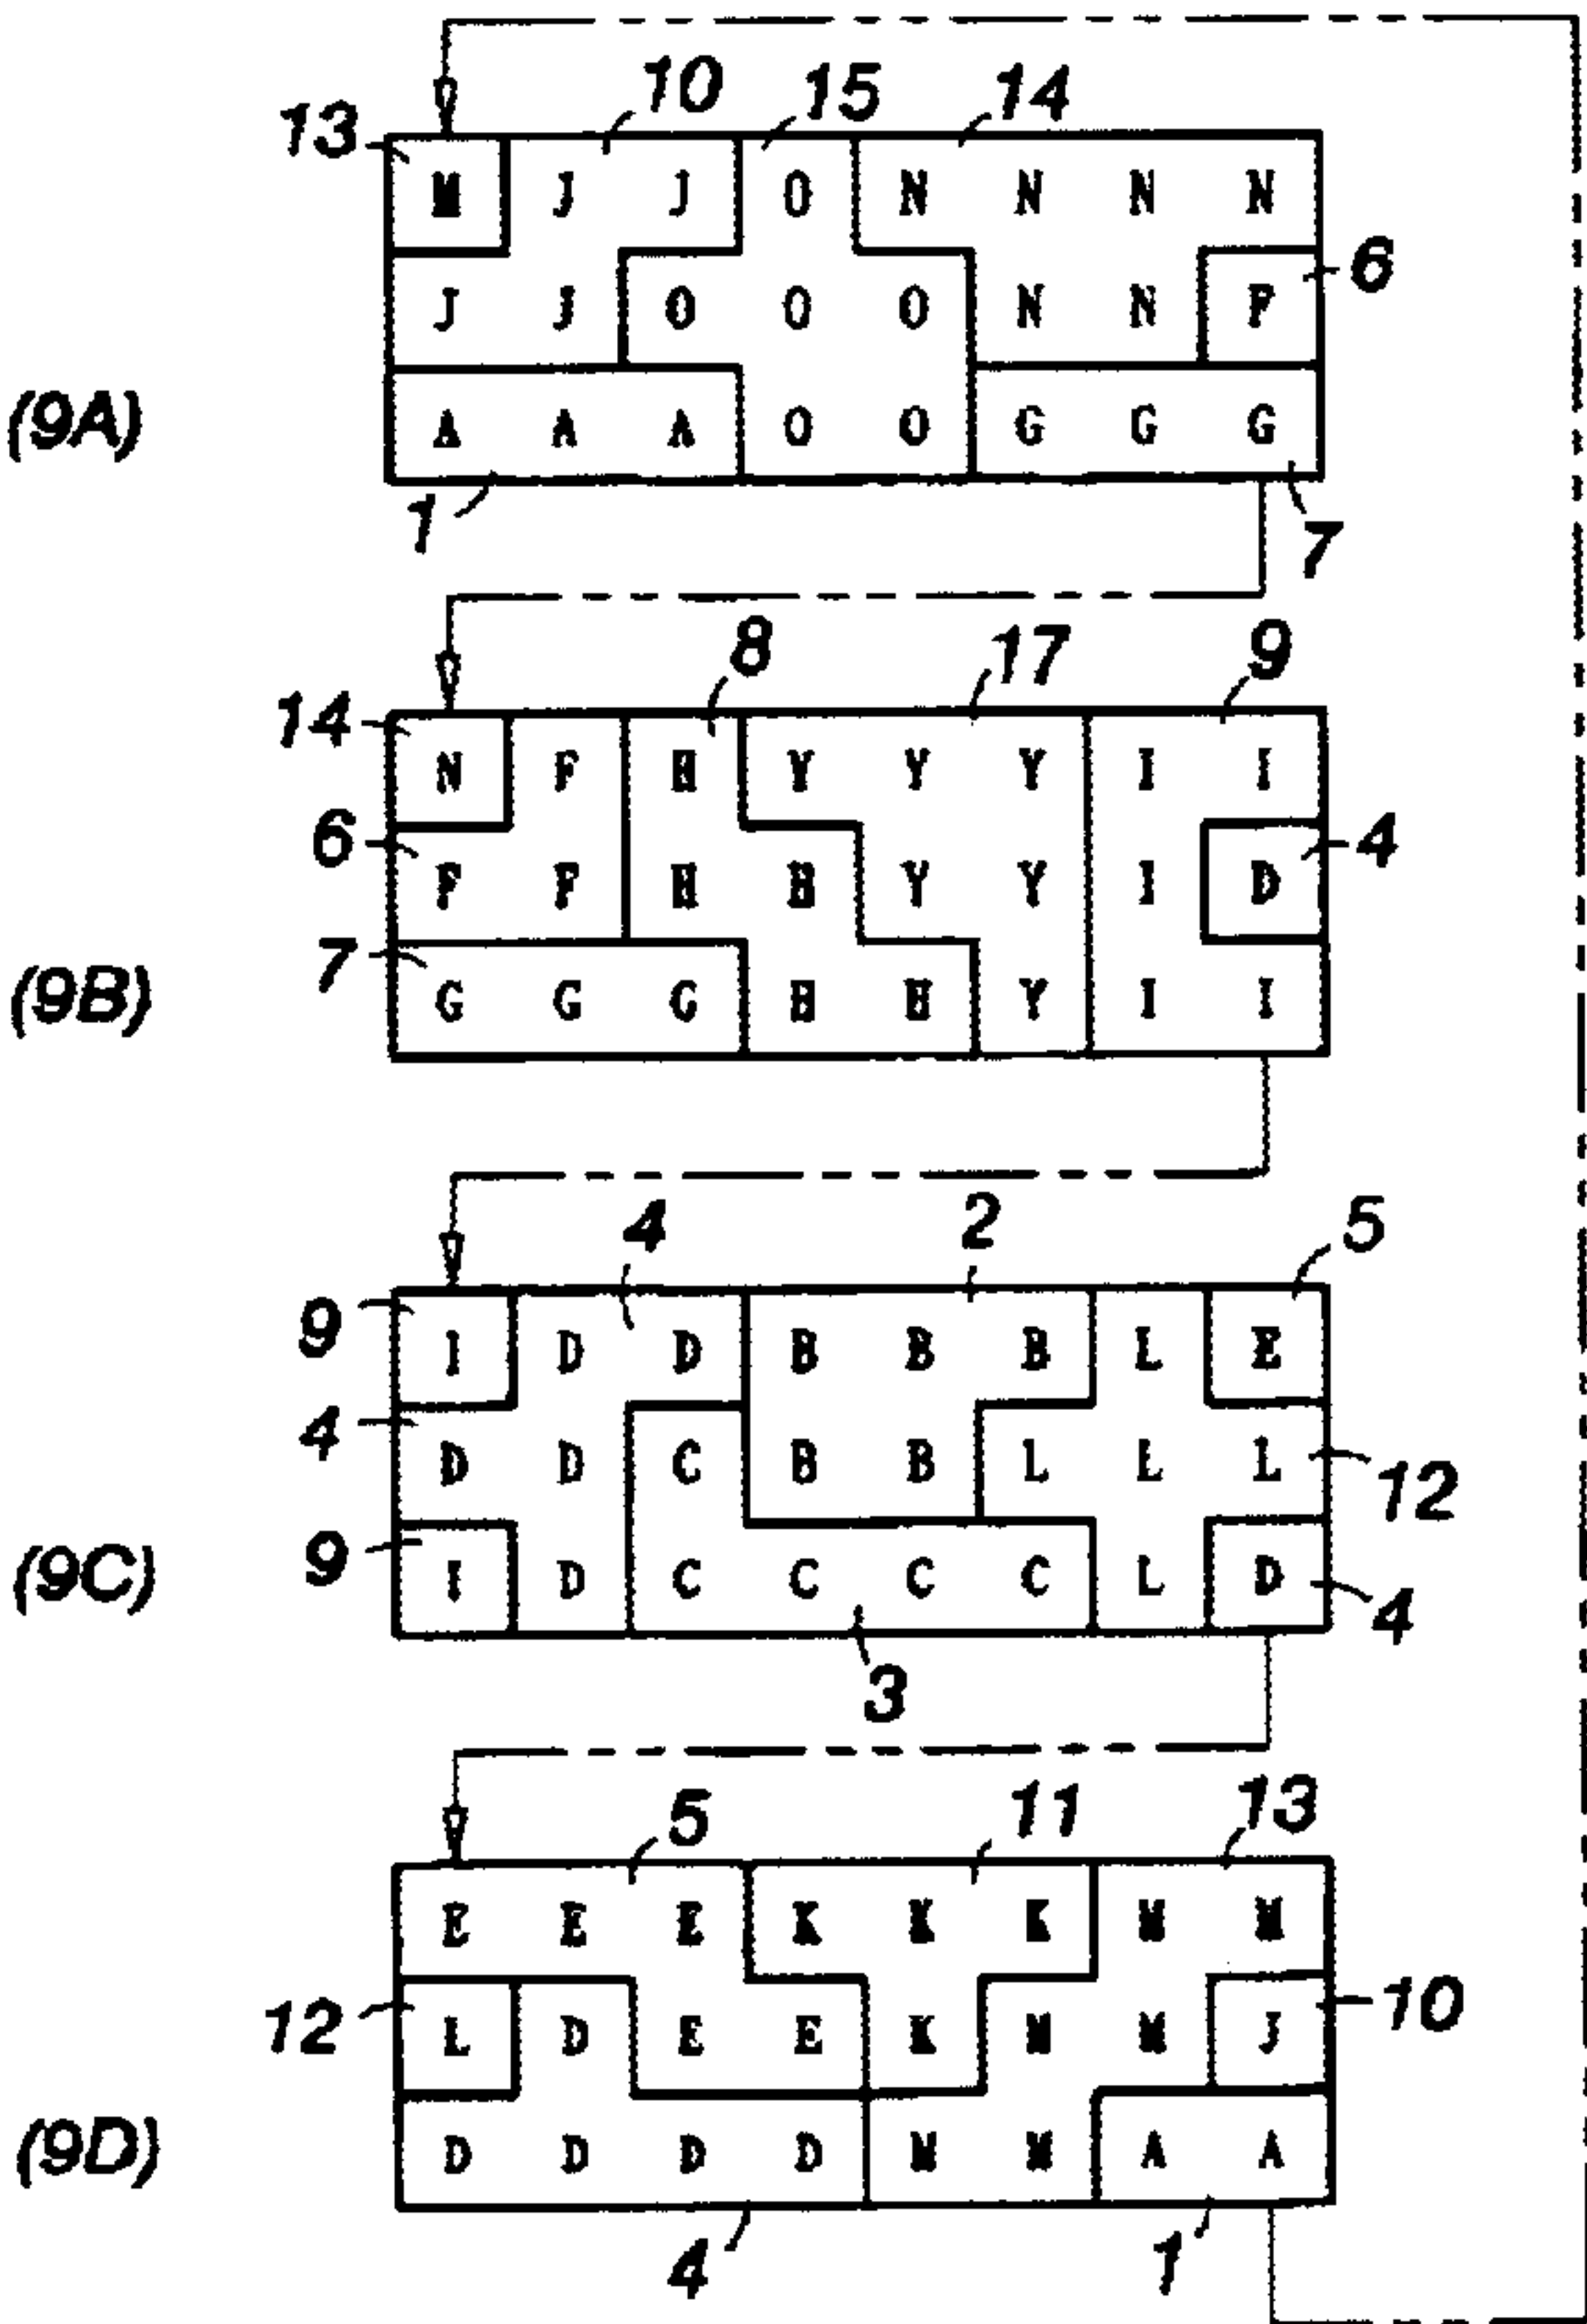 10 15 14
13
M J J O N N N N
6
J J O O O N N F
(9A)
A A A O O G G G
1 7
8 17 9
14
N F H Y Y Y I I
6 4
F F H H Y Y I D
7
(9B)
G G G H H Y I I
4 2 5
9
I D D B B B L E
4
D D C B B L L L
12
(9C) 9
I D C C C C L D
4
3
5 11 13
E E E K K K M M
12 10
L D E E K M M J
(9D)
D D D D M M A A
4 1